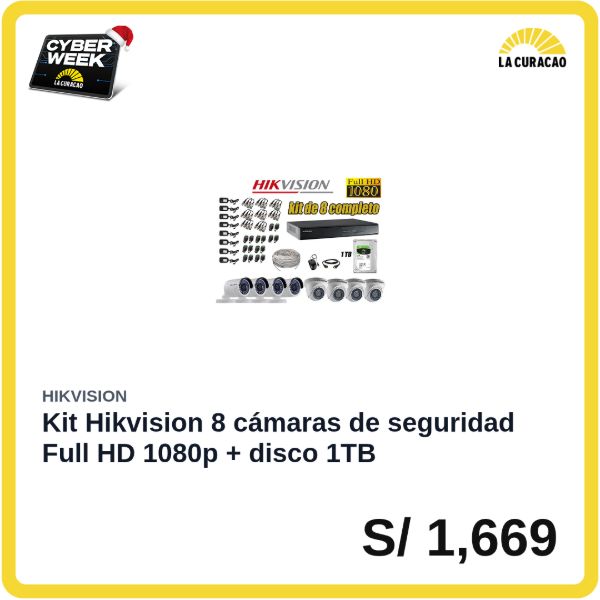 CYBER
WEEK
LA CURACAO
LA CURACAO
HIKVISION
Full HD
1080
kit de 8 completo
1 TB
HIKVISION
Kit Hikvision 8 cámaras de seguridad
Full HD 1080p + disco 1TB
S/ 1,669